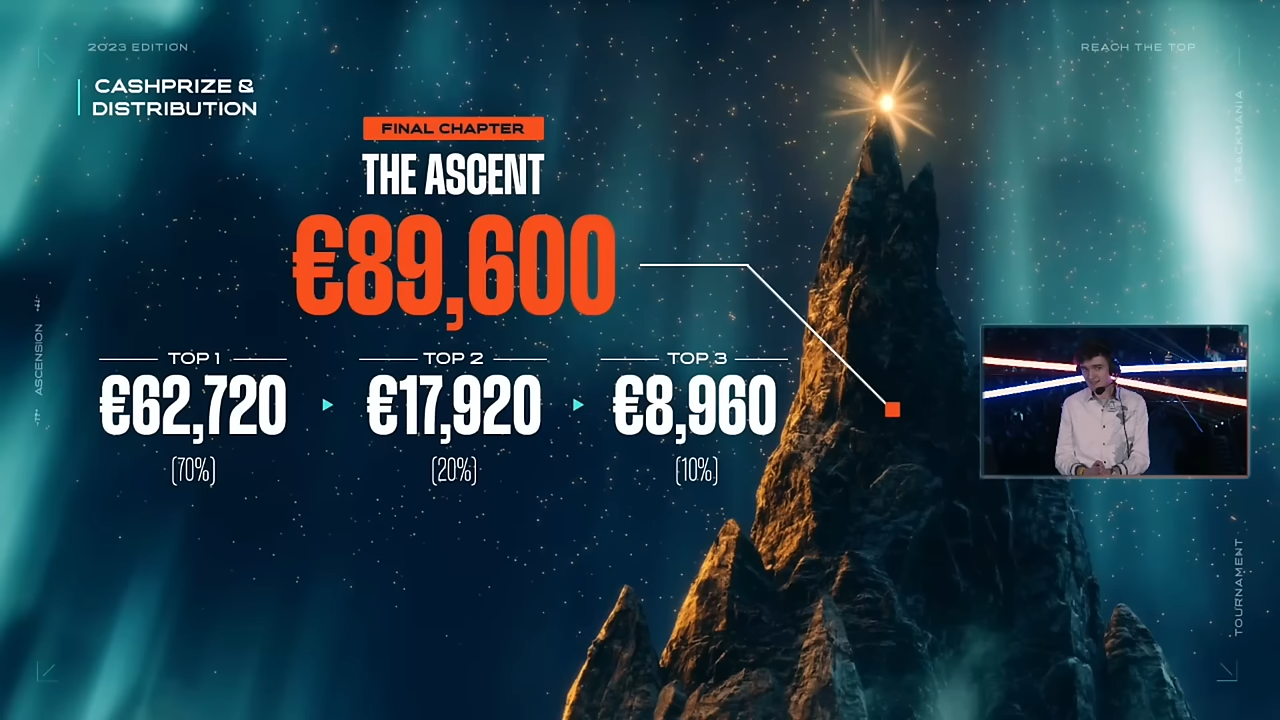 2023 EDITION
REACH THE TOP
CASHPRIZE &
DISTRIBUTION
FINAL CHAPTER
THE ASCENT
€89,600
TOP 1
€62,720
(70%)
TOP 2
€17,920
(20%)
TOP 3
€8,960
(10%)
ASCENSION
TRACKMANIA
TOURNAMENT